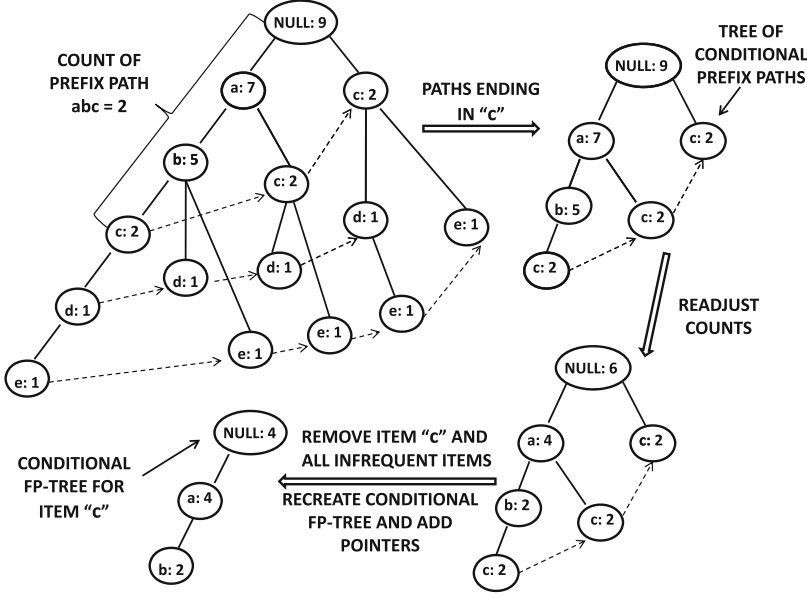 NULL: 9
COUNT OF
PREFIX PATH
abc = 2
a: 7
c: 2
b: 5
c: 2
c: 2
d: 1
e: 1
d: 1
d: 1
d: 1
e: 1
e: 1
e: 1
e: 1
PATHS ENDING
IN “c”
TREE OF
CONDITIONAL
PREFIX PATHS
NULL: 9
a: 7
c: 2
b: 5
c: 2
c: 2
READJUST
COUNTS
NULL: 6
a: 4
c: 2
b: 2
c: 2
c: 2
REMOVE ITEM “c” AND
ALL INFREQUENT ITEMS
RECREATE CONDITIONAL
FP-TREE AND ADD
POINTERS
NULL: 4
CONDITIONAL
FP-TREE FOR
ITEM “c”
a: 4
b: 2